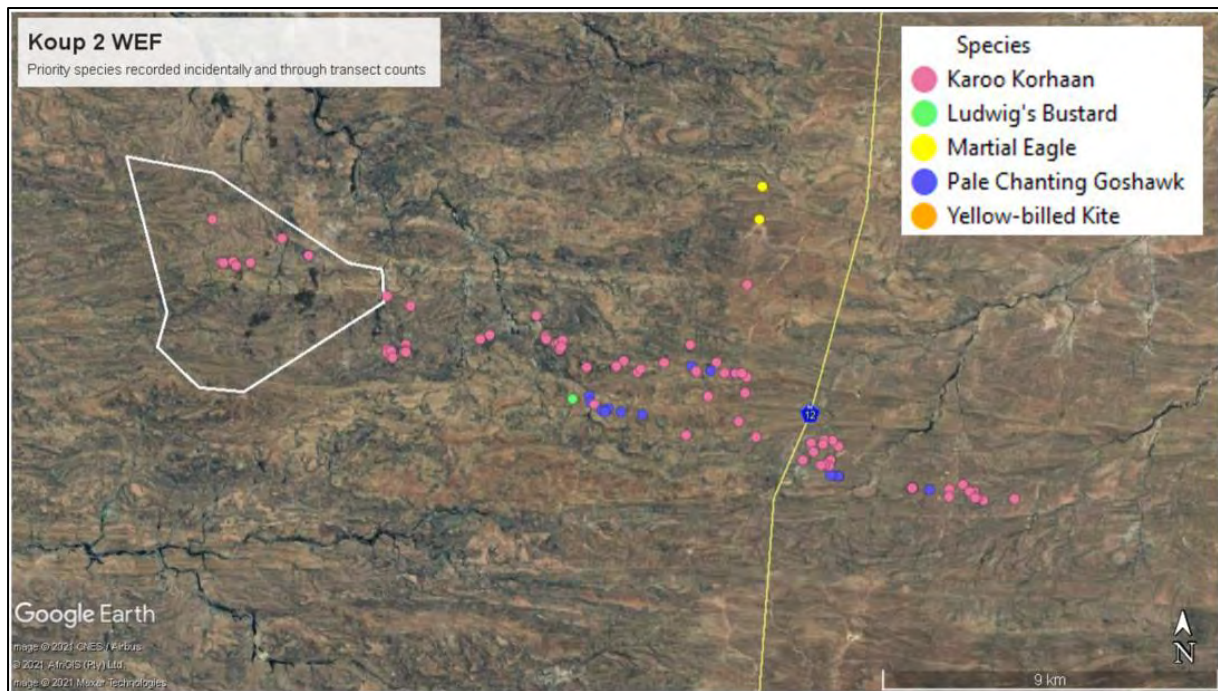 Koup 2 WEF
Priority species recorded incidentally and through transect counts
Species
Karoo Korhaan
Ludwig's Bustard
Martial Eagle
Pale Chanting Goshawk
Yellow-billed Kite
12
Google Earth
Image © 2021 CNES / Airbus
© 2021 AfriGIS (Pty) Ltd.
Image © 2021 Maxar Technologies
N
9 km